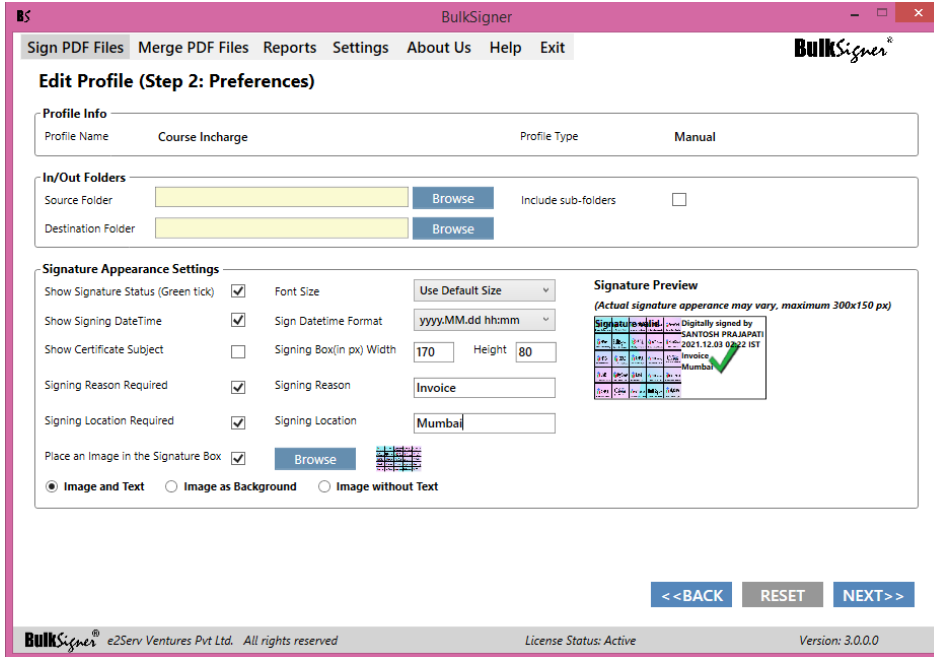 BS BulkSigner
Sign PDF Files Merge PDF Files Reports Settings About Us Help Exit BulkSigner®
Edit Profile (Step 2: Preferences)
Profile Info
Profile Name Course Incharge Profile Type Manual
In/Out Folders
Source Folder Browse Include sub-folders
Destination Folder Browse
Signature Appearance Settings
Show Signature Status (Green tick) Font Size Use Default Size
Show Signing DateTime Sign Datetime Format yyyy.MM.dd hh:mm
Show Certificate Subject Signing Box(in px) Width 170 Height 80
Signing Reason Required Signing Reason Invoice
Signing Location Required Signing Location Mumbai
Place an Image in the Signature Box Browse
Image and Text Image as Background Image without Text
Signature Preview
(Actual signature apperance may vary, maximum 300x150 px)
Signature valid
Digitally signed by
SANTOSH PRAJAPATI
2021.12.03 02:22 IST
Invoice
Mumbai
<<BACK RESET NEXT>>
BulkSigner® e2Serv Ventures Pvt Ltd. All rights reserved License Status: Active Version: 3.0.0.0